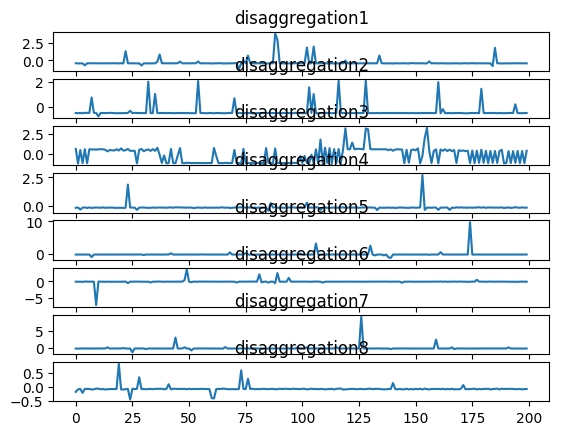 disaggregation1
2.5
0.0
disaggregation2
2
0
disaggregation3
2.5
0.0
disaggregation4
2.5
0.0
disaggregation5
10
0
disaggregation6
0
−5
disaggregation7
5
0
disaggregation8
0.5
0.0
−0.5
0 25 50 75 100 125 150 175 200